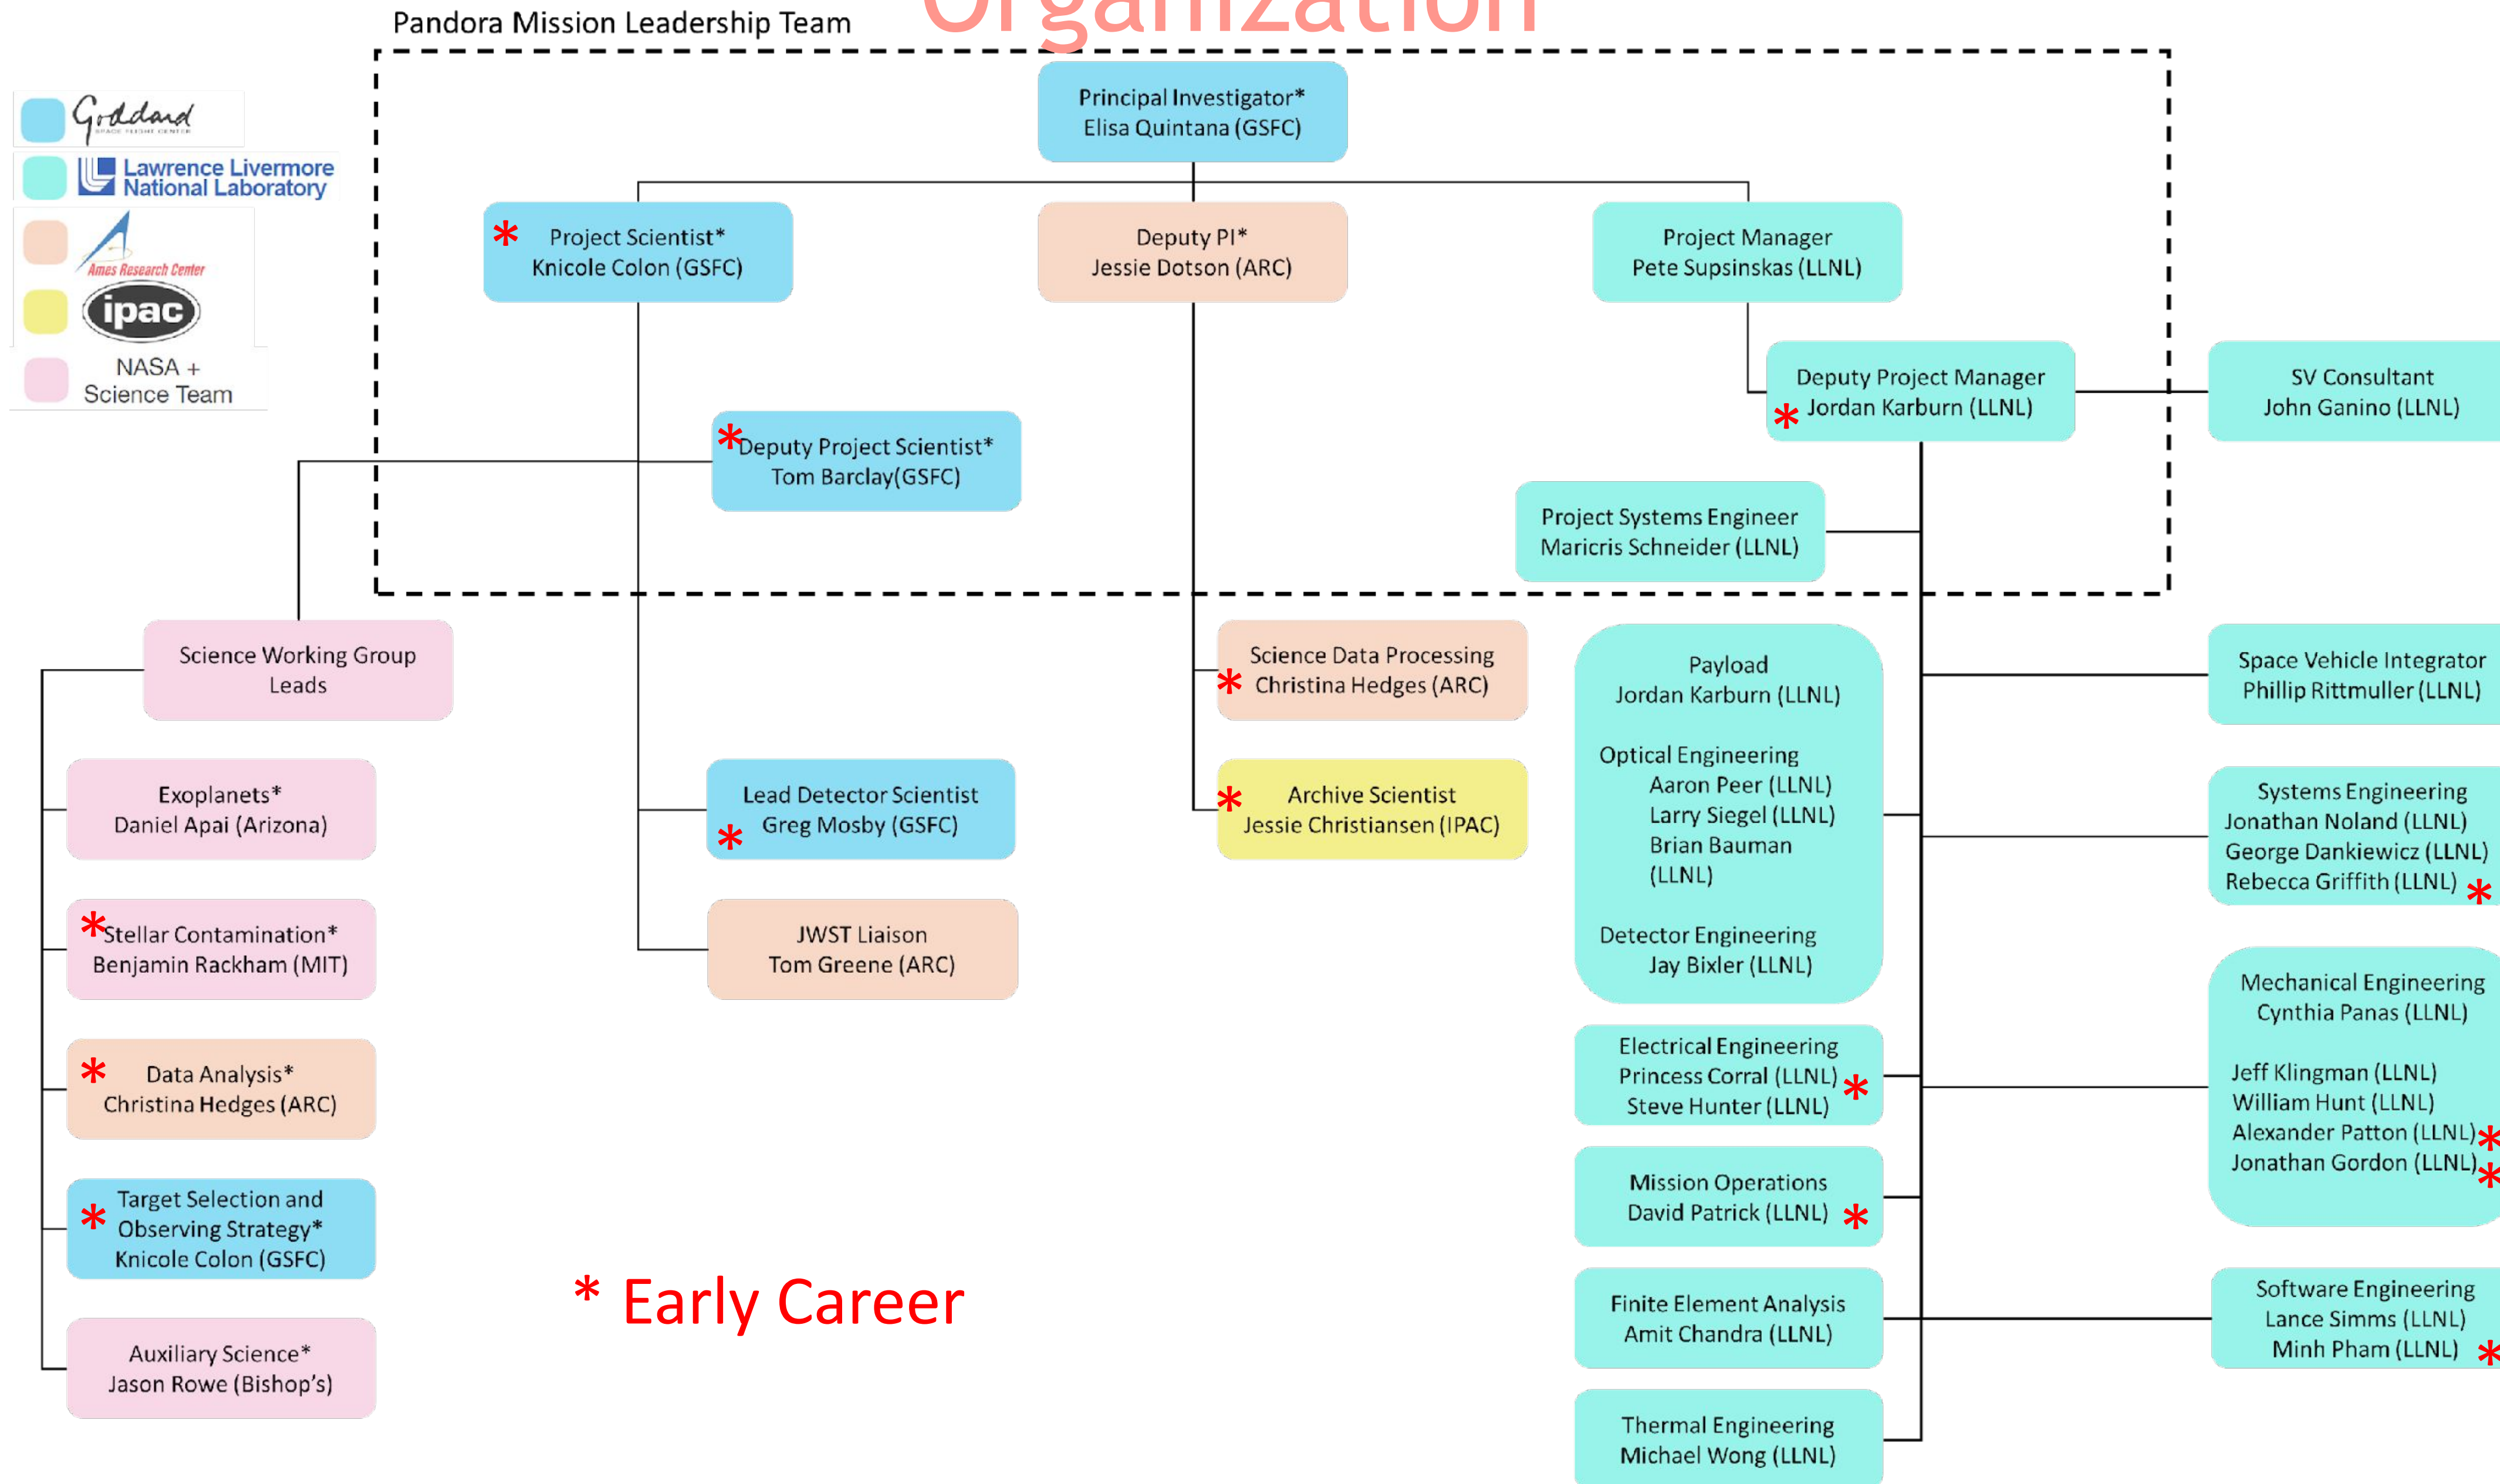 Organization
Pandora Mission Leadership Team
Goddard
SPACE FLIGHT CENTER
Lawrence Livermore
National Laboratory
Ames Research Center
ipac
NASA +
Science Team
Principal Investigator*
Elisa Quintana (GSFC)
* Project Scientist*
Knicole Colon (GSFC)
Deputy PI*
Jessie Dotson (ARC)
Project Manager
Pete Supsinskas (LLNL)
Deputy Project Manager
* Jordan Karburn (LLNL)
SV Consultant
John Ganino (LLNL)
* Deputy Project Scientist*
Tom Barclay(GSFC)
Project Systems Engineer
Maricris Schneider (LLNL)
Science Working Group
Leads
Exoplanets*
Daniel Apai (Arizona)
* Stellar Contamination*
Benjamin Rackham (MIT)
* Data Analysis*
Christina Hedges (ARC)
Target Selection and
* Observing Strategy*
Knicole Colon (GSFC)
Auxiliary Science*
Jason Rowe (Bishop's)
Lead Detector Scientist
* Greg Mosby (GSFC)
JWST Liaison
Tom Greene (ARC)
Science Data Processing
* Christina Hedges (ARC)
* Archive Scientist
Jessie Christiansen (IPAC)
Payload
Jordan Karburn (LLNL)
Optical Engineering
Aaron Peer (LLNL)
Larry Siegel (LLNL)
Brian Bauman
(LLNL)
Detector Engineering
Jay Bixler (LLNL)
Electrical Engineering
Princess Corral (LLNL) *
Steve Hunter (LLNL)
Mission Operations
David Patrick (LLNL) *
Finite Element Analysis
Amit Chandra (LLNL)
Thermal Engineering
Michael Wong (LLNL)
Space Vehicle Integrator
Phillip Rittmuller (LLNL)
Systems Engineering
Jonathan Noland (LLNL)
George Dankiewicz (LLNL)
Rebecca Griffith (LLNL) *
Mechanical Engineering
Cynthia Panas (LLNL)
Jeff Klingman (LLNL)
William Hunt (LLNL)
Alexander Patton (LLNL) *
Jonathan Gordon (LLNL) *
Software Engineering
Lance Simms (LLNL)
Minh Pham (LLNL) *
* Early Career